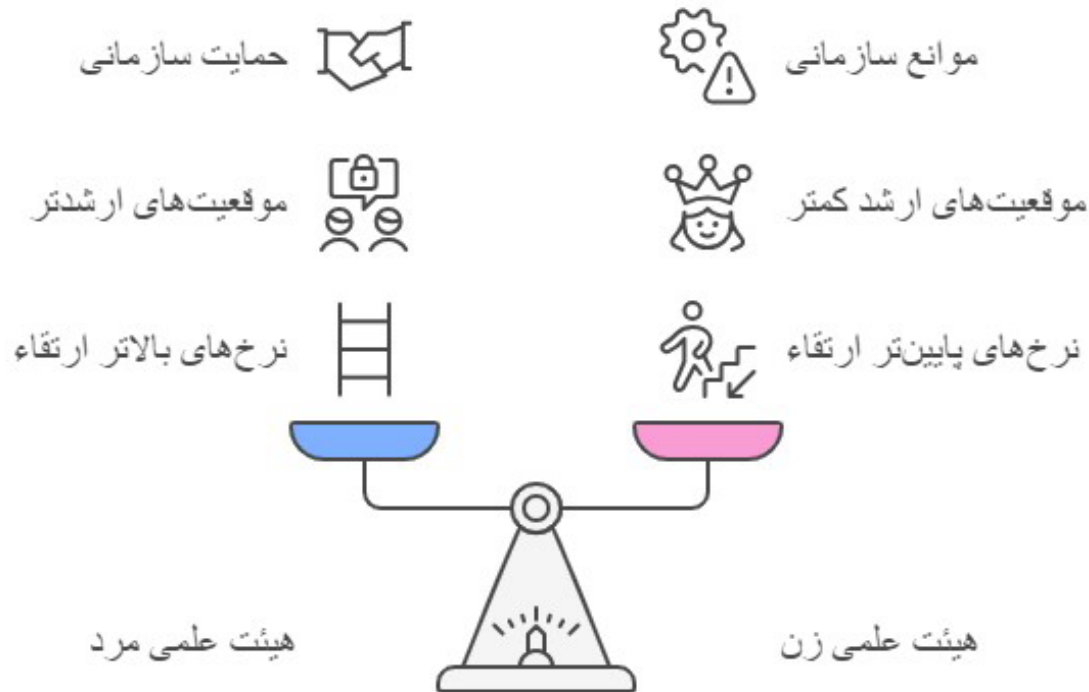 موانع سازمانی
حمایت سازمانی
موقعیت‌های ارشد کمتر
موقعیت‌های ارشدتر
نرخ‌های پایین‌تر ارتقاء
نرخ‌های بالاتر ارتقاء
هیئت علمی زن
هیئت علمی مرد